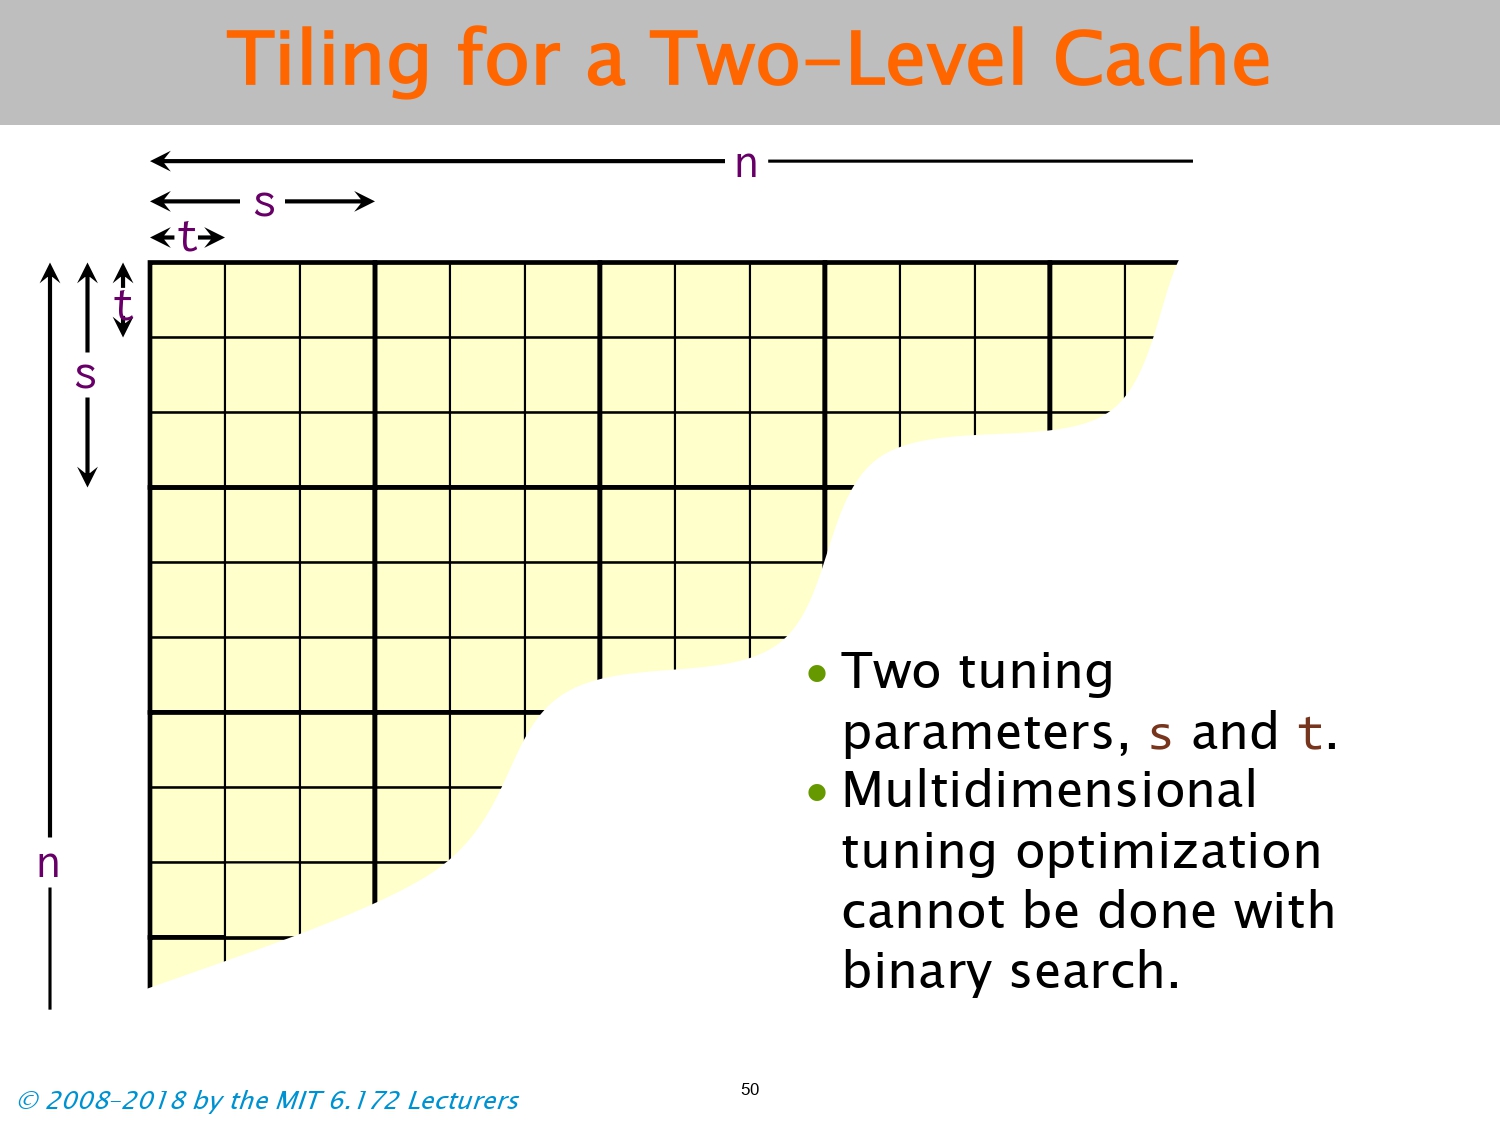 Tiling for a Two-Level Cache
n
s
t
t
s
n
• Two tuning
parameters, s and t.
• Multidimensional
tuning optimization
cannot be done with
binary search.
© 2008–2018 by the MIT 6.172 Lecturers
50